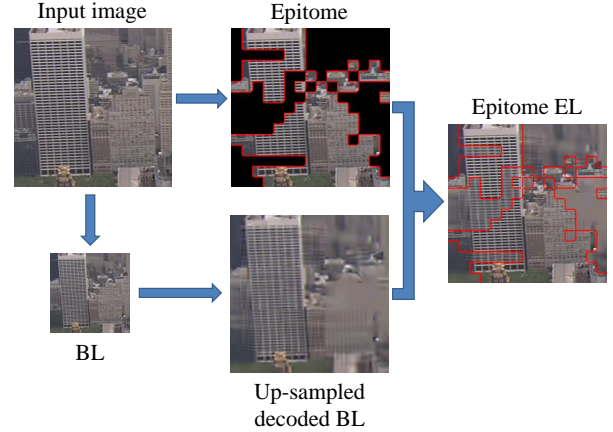 Input image
Epitome
Epitome EL
BL
Up-sampled
decoded BL